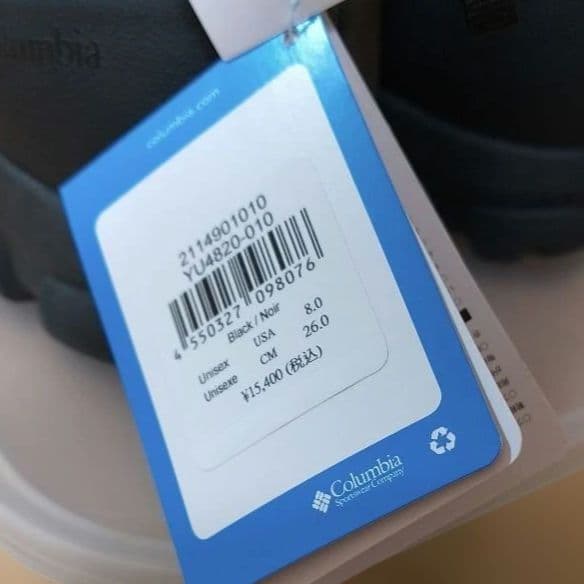 Columbia
columbia.com
2114901010
YU4820-010
4 550327 098076
Black / Noir
Unisex USA 8.0
Unisexe CM 26.0
¥15,400 (税込)
Columbia
Sportswear Company